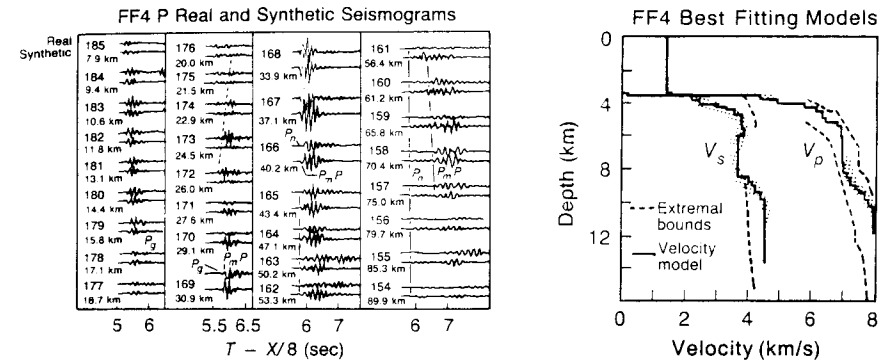 FF4 P Real and Synthetic Seismograms
Real
Synthetic
185
7.9 km
184
9.4 km
183
10.6 km
182
11.8 km
181
13.1 km
180
14.4 km
179
15.8 km
Pg
178
17.1 km
177
18.7 km
176
20.0 km
175
21.5 km
174
22.9 km
173
24.5 km
172
26.0 km
171
27.6 km
170
29.1 km
Pg
PmP
169
30.9 km
168
33.9 km
167
37.1 km
Pn
166
40.2 km
PmP
165
43.4 km
164
47.1 km
163
50.2 km
162
53.3 km
161
56.4 km
160
61.2 km
159
65.8 km
158
70.4 km
Pn
PmP
157
75.0 km
156
79.7 km
155
85.3 km
154
89.9 km
5 6 5.5 6.5 6 7 6 7
T – X/8 (sec)
FF4 Best Fitting Models
0
4
8
12
Depth (km)
Vs
Vp
Extremal
bounds
Velocity
model
0 2 4 6 8
Velocity (km/s)